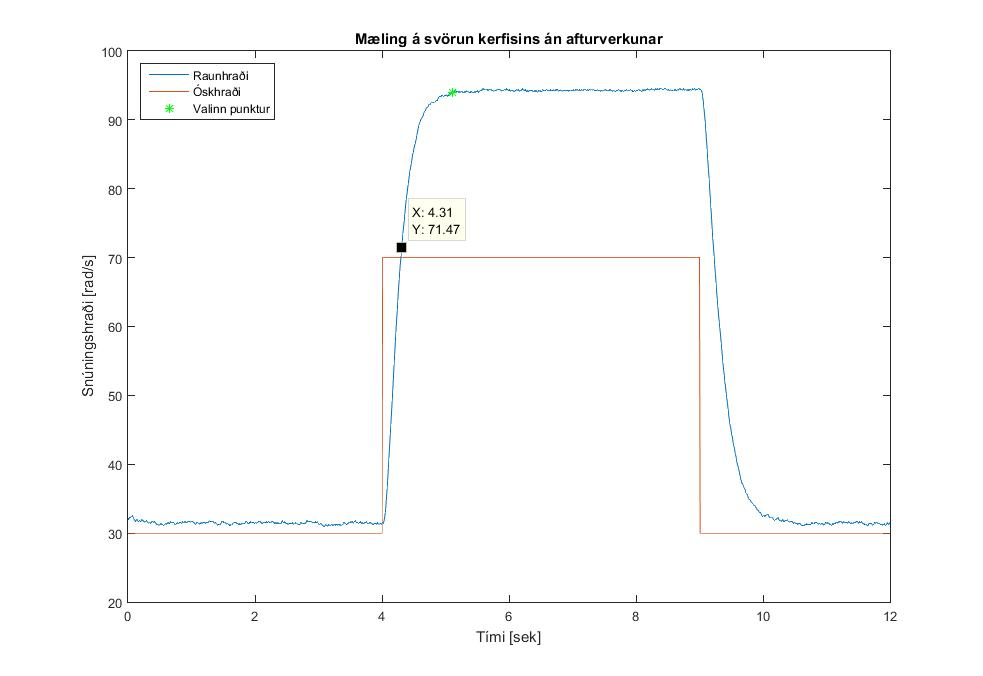 Mæling á svörun kerfisins án afturverkunar
Raunhraði
Óskhraði
Valinn punktur
X: 4.31
Y: 71.47
Snúningshraði [rad/s]
100
90
80
70
60
50
40
30
20
0 2 4 6 8 10 12
Tími [sek]